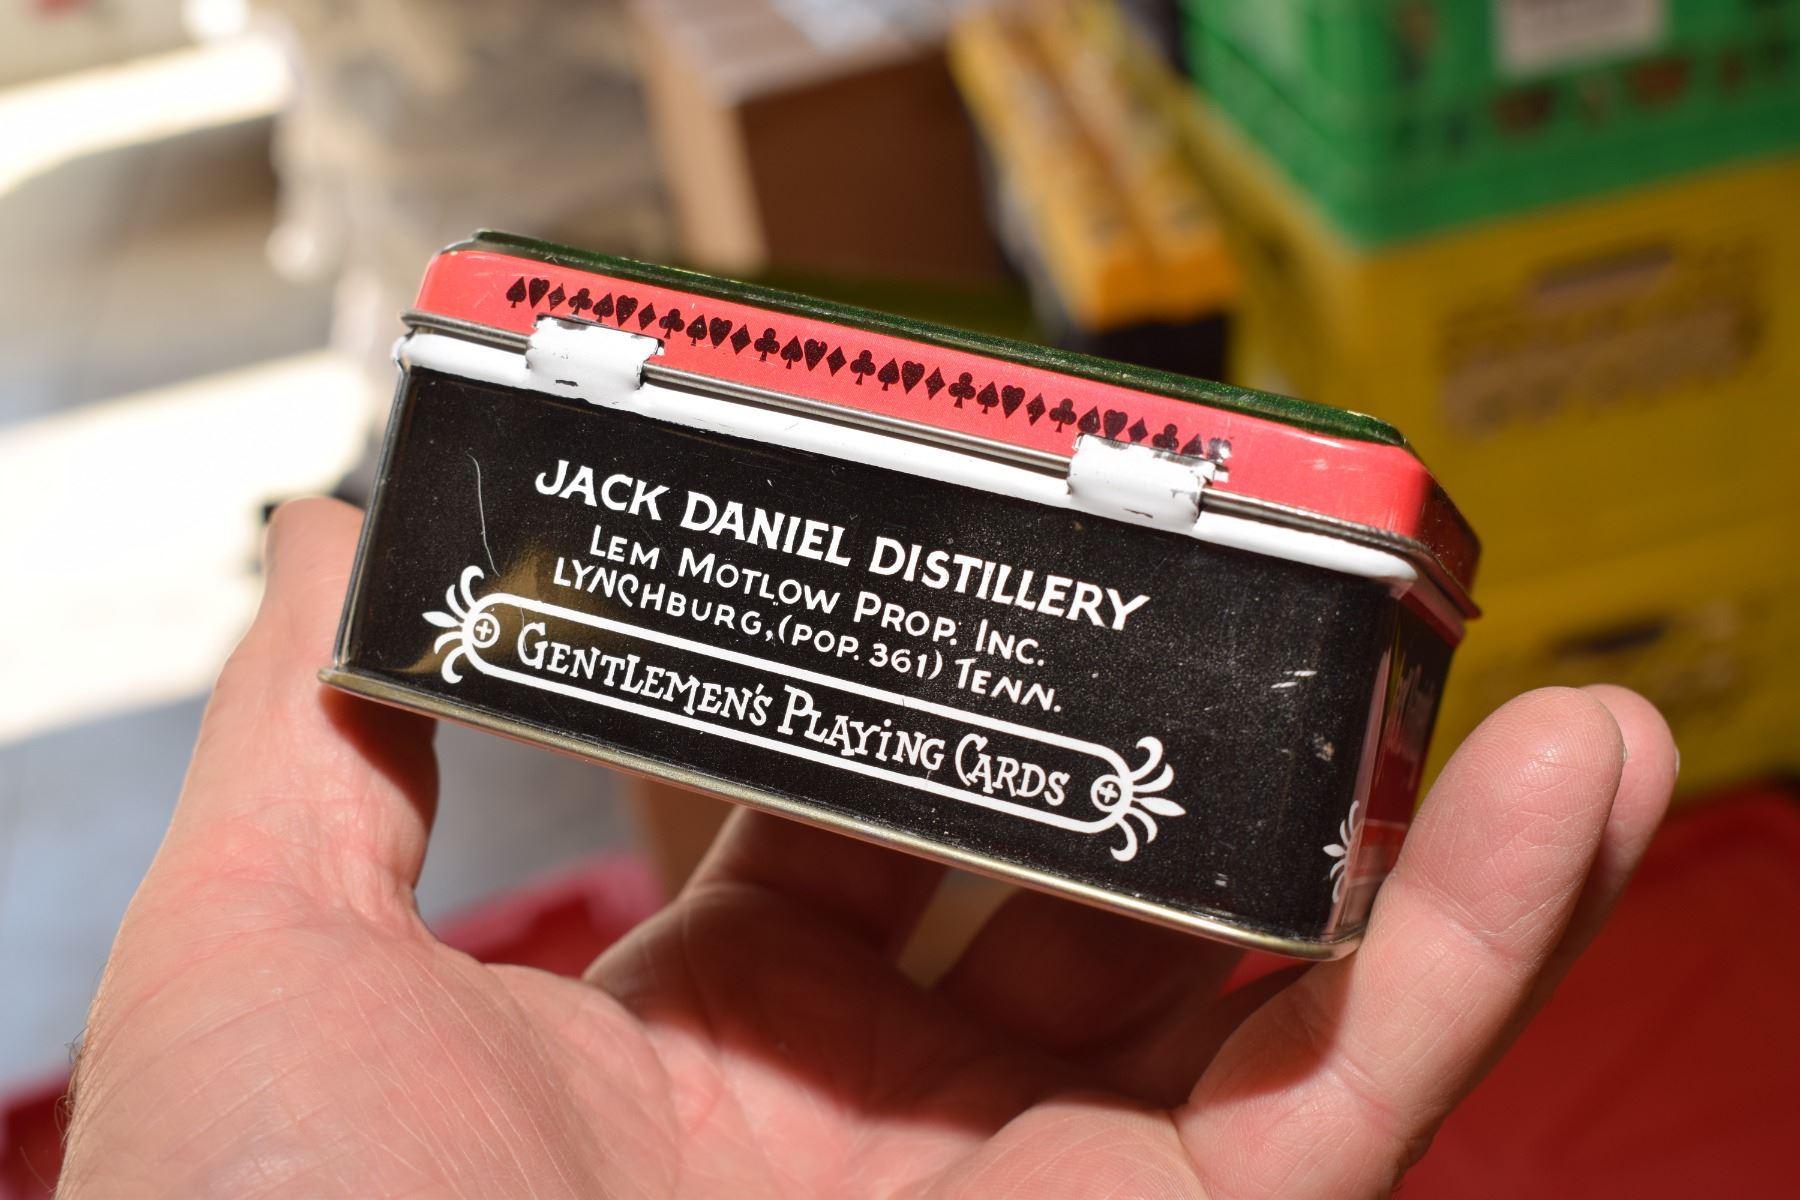 JACK DANIEL DISTILLERY
LEM MOTLOW PROP. INC.
LYNCHBURG, (POP. 361) TENN.
GENTLEMEN'S PLAYING CARDS